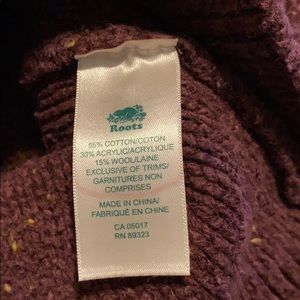 Roots
55% COTTON/COTON
30% ACRYLIC/ACRYLIQUE
15% WOOL/LAINE
EXCLUSIVE OF TRIMS/
GARNITURES NON
COMPRISES
MADE IN CHINA/
FABRIQUÉ EN CHINE
CA 05017
RN 89323